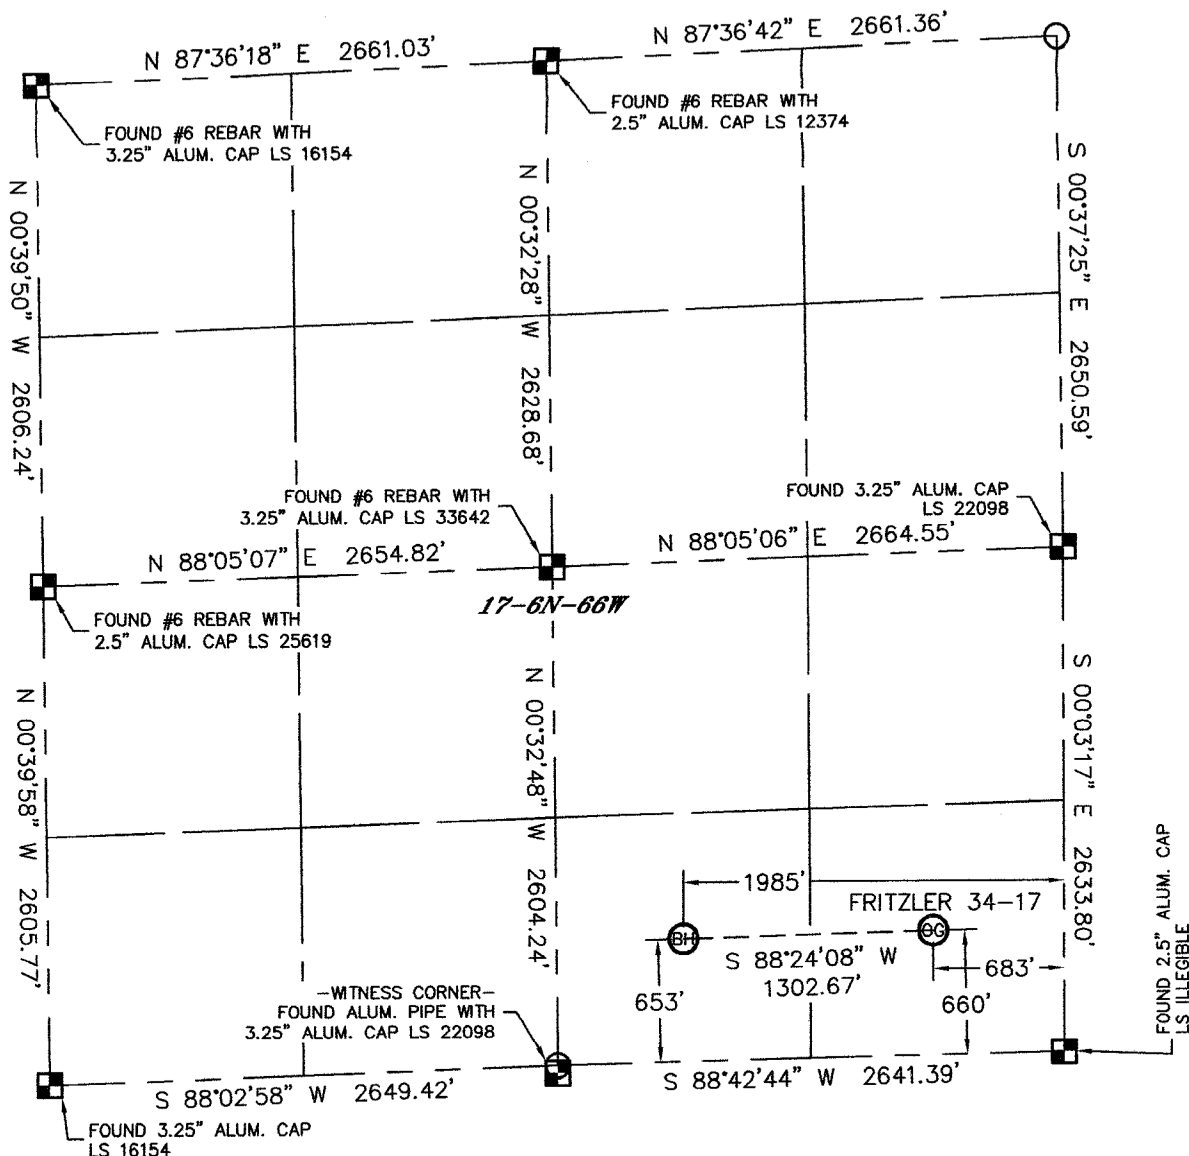 N 87°36'18" E 2661.03'
N 87°36'42" E 2661.36'
FOUND #6 REBAR WITH
3.25" ALUM. CAP LS 16154
FOUND #6 REBAR WITH
2.5" ALUM. CAP LS 12374
N 00°39'50" W 2606.24'
N 00°32'28" W 2628.68'
S 00°37'25" E 2650.59'
FOUND #6 REBAR WITH
3.25" ALUM. CAP LS 33642
FOUND 3.25" ALUM. CAP
LS 22098
N 88°05'07" E 2654.82'
N 88°05'06" E 2664.55'
17-6N-66W
FOUND #6 REBAR WITH
2.5" ALUM. CAP LS 25619
N 00°39'58" W 2605.77'
N 00°32'48" W 2604.24'
S 00°03'17" E 2633.80'
1985'
FRITZLER 34-17
BH
OG
S 88°24'08" W
1302.67'
683'
653'
660'
-WITNESS CORNER-
FOUND ALUM. PIPE WITH
3.25" ALUM. CAP LS 22098
FOUND 2.5" ALUM. CAP
LS ILLEGIBLE
S 88°02'58" W 2649.42'
S 88°42'44" W 2641.39'
FOUND 3.25" ALUM. CAP
LS 16154